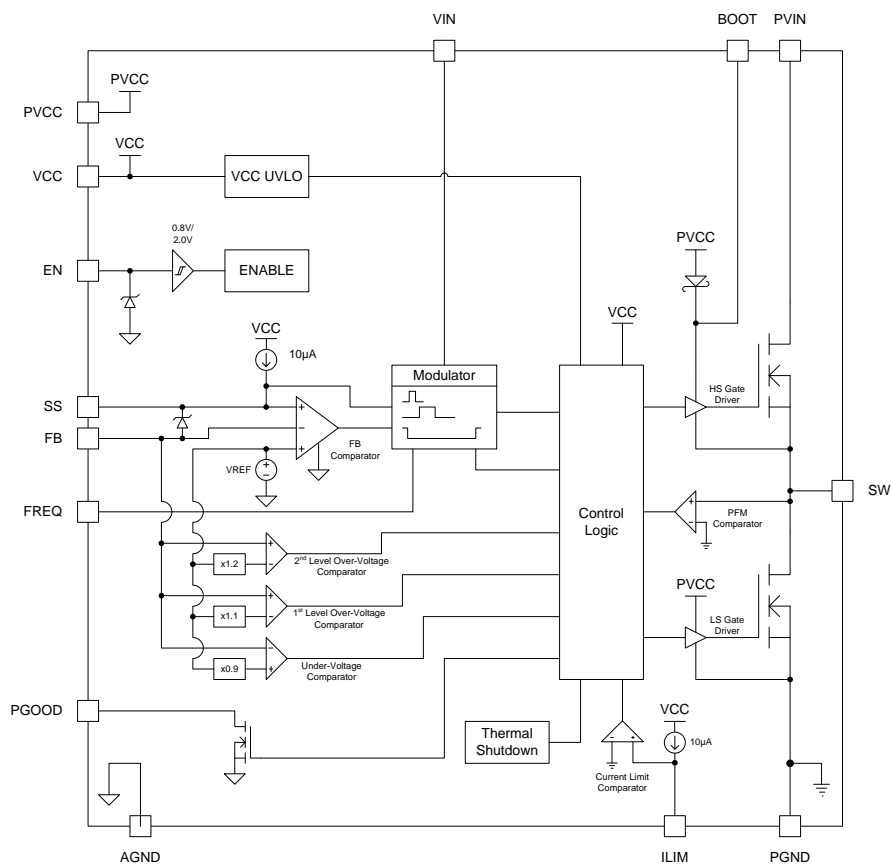 VIN
BOOT
PVIN
PVCC
PVCC
VCC
VCC
VCC UVLO
0.8V/
2.0V
EN
ENABLE
PVCC
VCC
VCC
10µA
Modulator
SS
FB
FB
Comparator
VREF
HS Gate
Driver
FREQ
Control
Logic
PFM
Comparator
SW
x1.2
2nd Level Over-Voltage
Comparator
PVCC
x1.1
1st Level Over-Voltage
Comparator
LS Gate
Driver
x0.9
Under-Voltage
Comparator
PGOOD
VCC
Thermal
Shutdown
10µA
Current Limit
Comparator
AGND
ILIM
PGND